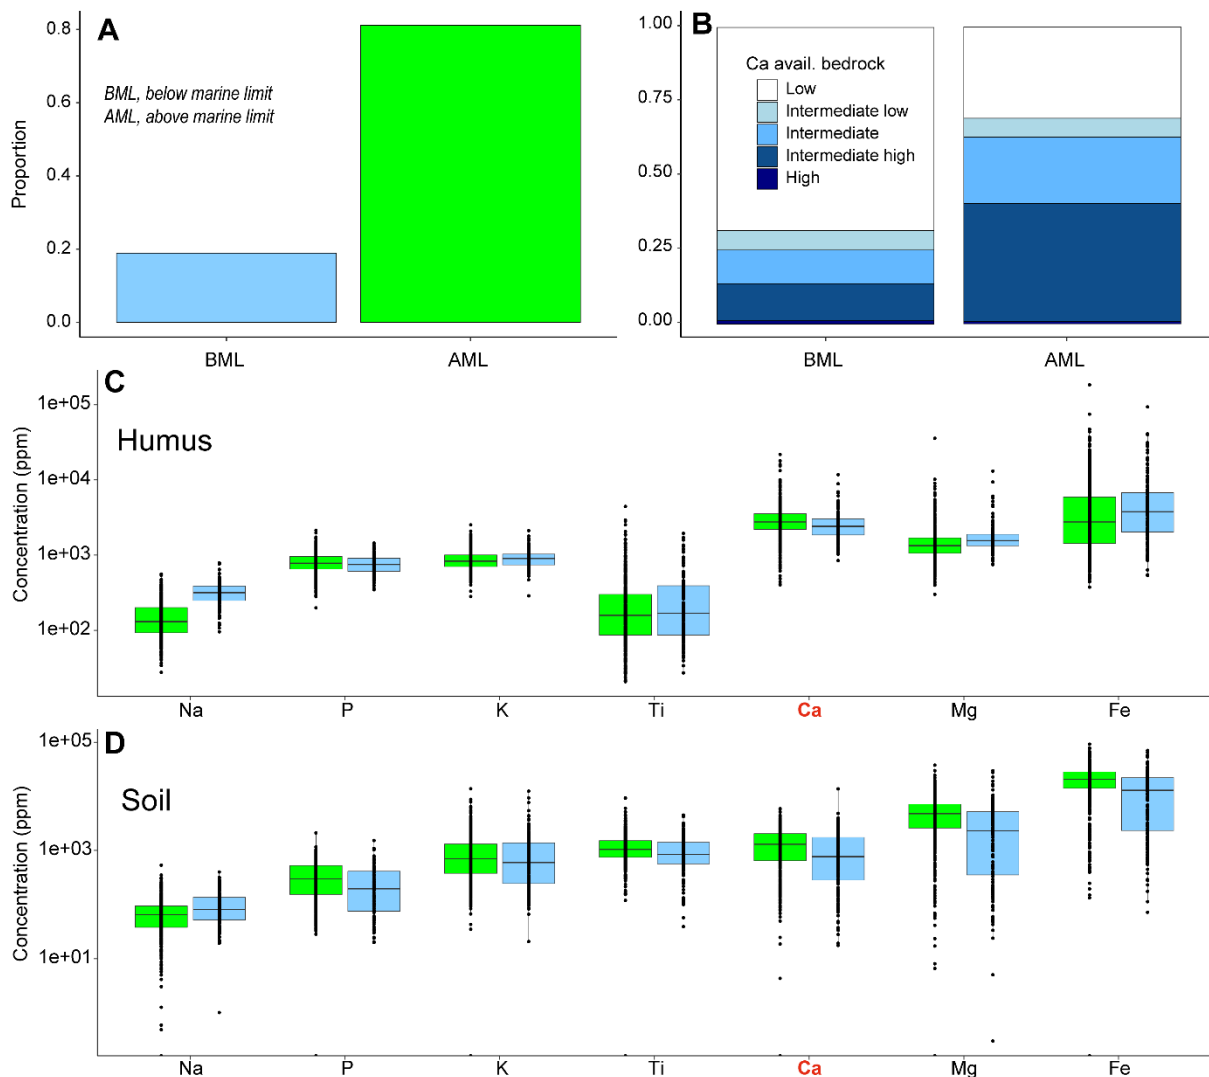 A
BML, below marine limit
AML, above marine limit
Proportion
0.8
0.6
0.4
0.2
0.0
BML
AML
B
Ca avail. bedrock
Low
Intermediate low
Intermediate
Intermediate high
High
1.00
0.75
0.50
0.25
0.00
BML
AML
C
Humus
Concentration (ppm)
1e+05
1e+04
1e+03
1e+02
Na
P
K
Ti
Ca
Mg
Fe
D
Soil
Concentration (ppm)
1e+05
1e+03
1e+01
Na
P
K
Ti
Ca
Mg
Fe